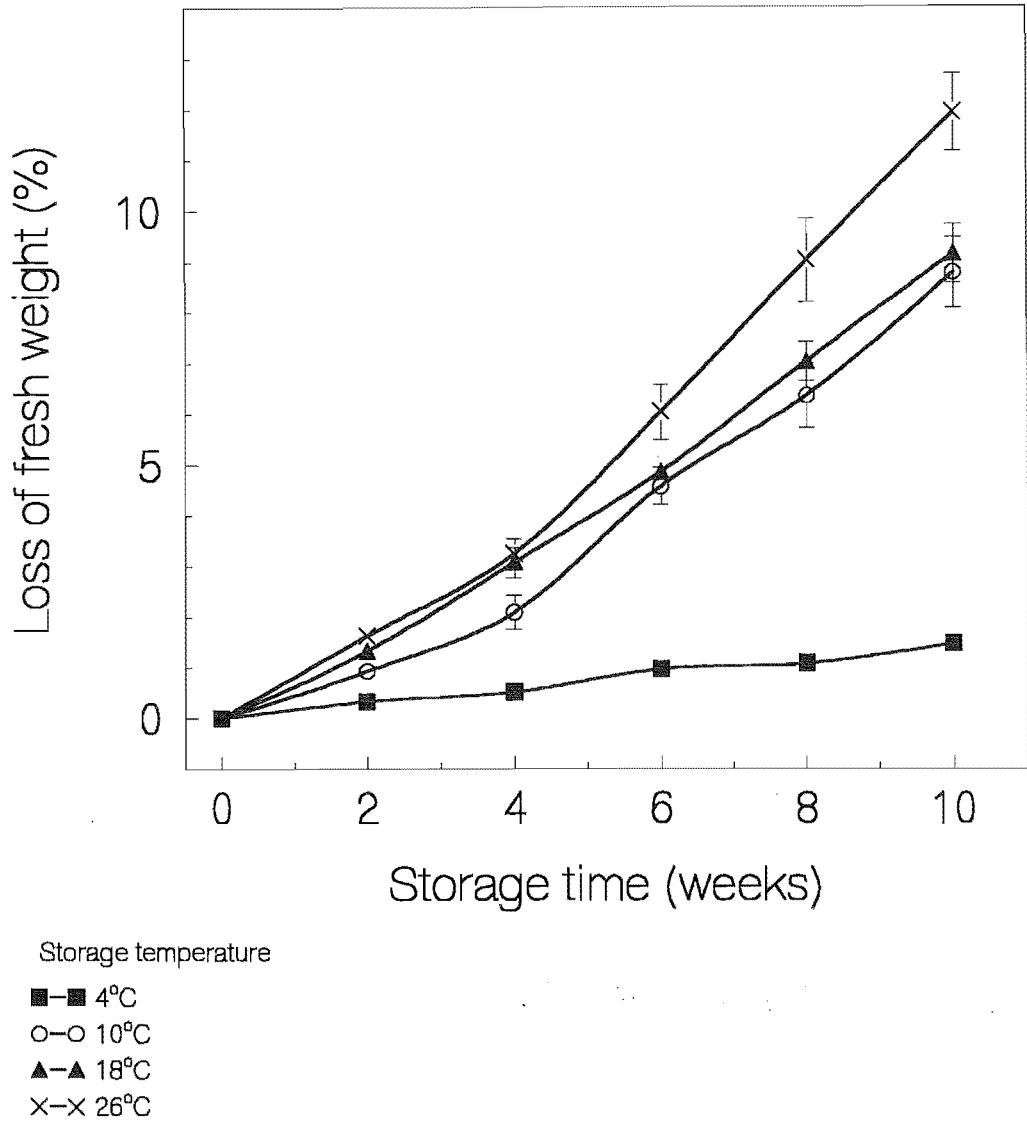 Loss of fresh weight (%)
10
5
0
0 2 4 6 8 10
Storage time (weeks)
Storage temperature
4°C
10°C
18°C
26°C